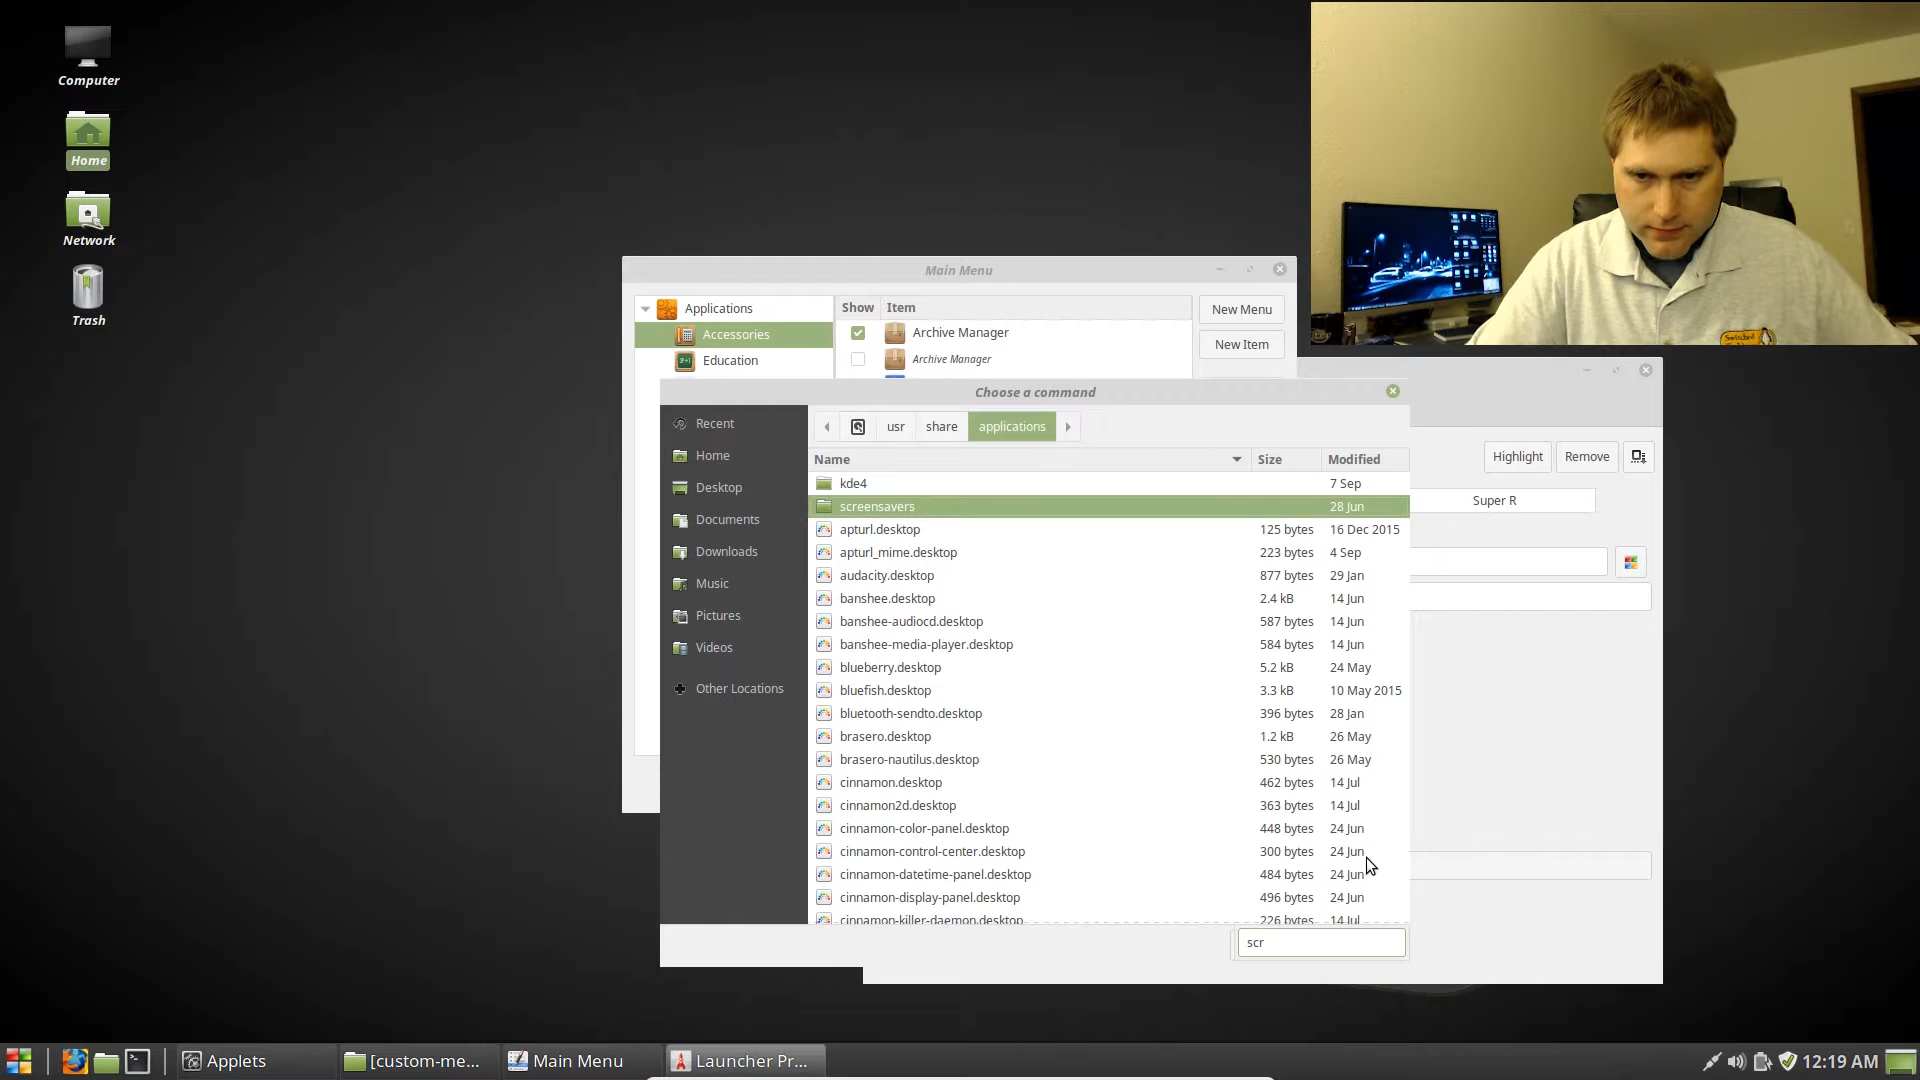 Computer
Home
Network
Trash
Main Menu
Applications
Accessories
Education
Show Item
Archive Manager
Archive Manager
New Menu
New Item
Choose a command
Recent
Home
Desktop
Documents
Downloads
Music
Pictures
Videos
Other Locations
usr share applications
Name Size Modified
kde4 7 Sep
screensavers 28 Jun
apturl.desktop 125 bytes 16 Dec 2015
apturl_mime.desktop 223 bytes 4 Sep
audacity.desktop 877 bytes 29 Jan
banshee.desktop 2.4 kB 14 Jun
banshee-audiocd.desktop 587 bytes 14 Jun
banshee-media-player.desktop 584 bytes 14 Jun
blueberry.desktop 5.2 kB 24 May
bluefish.desktop 3.3 kB 10 May 2015
bluetooth-sendto.desktop 396 bytes 28 Jan
brasero.desktop 1.2 kB 26 May
brasero-nautilus.desktop 530 bytes 26 May
cinnamon.desktop 462 bytes 14 Jul
cinnamon2d.desktop 363 bytes 14 Jul
cinnamon-color-panel.desktop 448 bytes 24 Jun
cinnamon-control-center.desktop 300 bytes 24 Jun
cinnamon-datetime-panel.desktop 484 bytes 24 Jun
cinnamon-display-panel.desktop 496 bytes 24 Jun
cinnamon-killer-daemon.desktop 226 bytes 14 Jul
scr
Highlight Remove
Super R
Applets [custom-me... Main Menu Launcher Pr... 12:19 AM